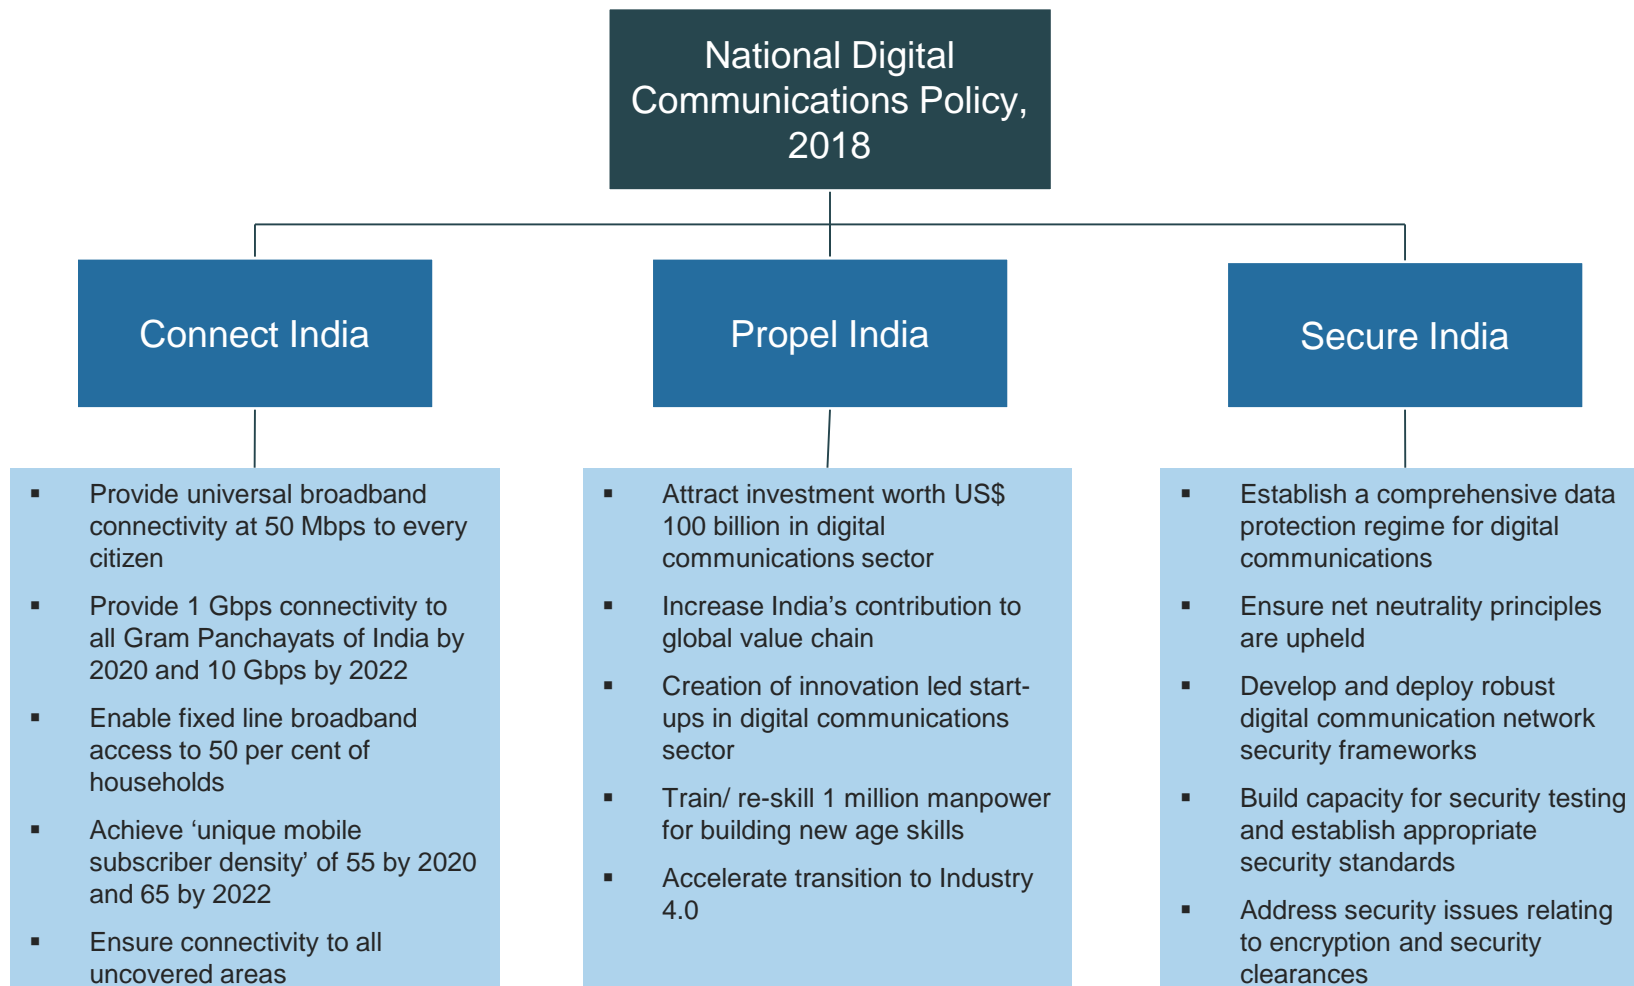 National Digital
Communications Policy,
2018
Connect India
▪ Provide universal broadband
connectivity at 50 Mbps to every
citizen
▪ Provide 1 Gbps connectivity to
all Gram Panchayats of India by
2020 and 10 Gbps by 2022
▪ Enable fixed line broadband
access to 50 per cent of
households
▪ Achieve ‘unique mobile
subscriber density’ of 55 by 2020
and 65 by 2022
▪ Ensure connectivity to all
uncovered areas
Propel India
▪ Attract investment worth US$
100 billion in digital
communications sector
▪ Increase India’s contribution to
global value chain
▪ Creation of innovation led start-
ups in digital communications
sector
▪ Train/ re-skill 1 million manpower
for building new age skills
▪ Accelerate transition to Industry
4.0
Secure India
▪ Establish a comprehensive data
protection regime for digital
communications
▪ Ensure net neutrality principles
are upheld
▪ Develop and deploy robust
digital communication network
security frameworks
▪ Build capacity for security testing
and establish appropriate
security standards
▪ Address security issues relating
to encryption and security
clearances